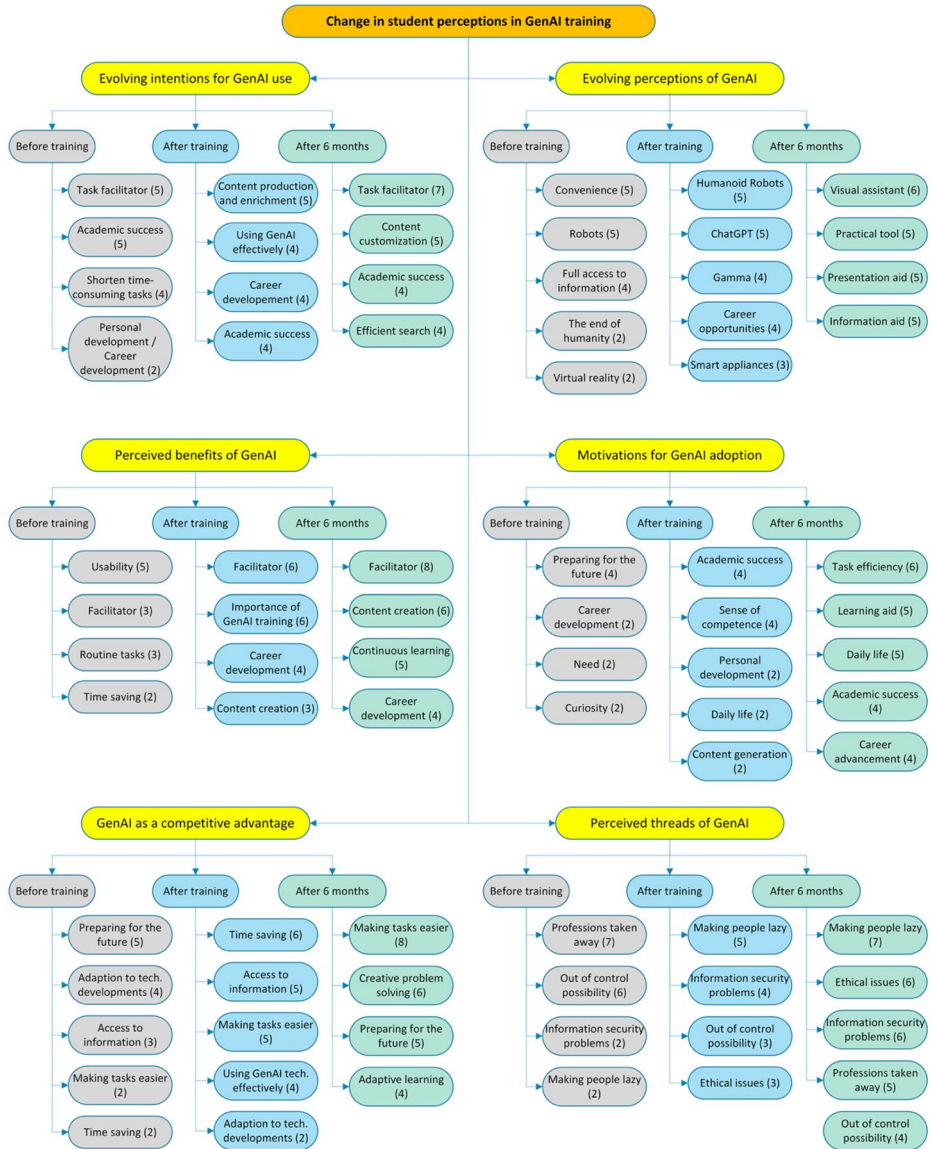 Change in student perceptions in GenAI training
Evolving intentions for GenAI use
Before training
Task facilitator (5)
Academic success
(5)
Shorten time-
consuming tasks (4)
Personal
development /
Career
development (2)
After training
Content production
and enrichment (5)
Using GenAI
effectively (4)
Career
developement (4)
Academic success
(4)
After 6 months
Task facilitator (7)
Content
customization (5)
Academic success
(4)
Efficient search (4)
Evolving perceptions of GenAI
Before training
Convenience (5)
Robots (5)
Full access to
information (4)
The end of
humanity (2)
Virtual reality (2)
After training
Humanoid Robots
(5)
ChatGPT (5)
Gamma (4)
Career
opportunities (4)
Smart appliances (3)
After 6 months
Visual assistant (6)
Practical tool (5)
Presentation aid (5)
Information aid (5)
Perceived benefits of GenAI
Before training
Usability (5)
Facilitator (3)
Routine tasks (3)
Time saving (2)
After training
Facilitator (6)
Importance of
GenAI training (6)
Career
development (4)
Content creation (3)
After 6 months
Facilitator (8)
Content creation (6)
Continuous learning
(5)
Career
development (4)
Motivations for GenAI adoption
Before training
Preparing for the
future (4)
Career
development (2)
Need (2)
Curiosity (2)
After training
Academic success
(4)
Sense of
competence (4)
Personal
development (2)
Daily life (2)
Content generation
(2)
After 6 months
Task efficiency (6)
Learning aid (5)
Daily life (5)
Academic success
(4)
Career
advancement (4)
GenAI as a competitive advantage
Before training
Preparing for the
future (5)
Adaption to tech.
developments (4)
Access to
information (3)
Making tasks easier
(2)
Time saving (2)
After training
Time saving (6)
Access to
information (5)
Making tasks easier
(5)
Using GenAI tech.
effectively (4)
Adaption to tech.
developments (2)
After 6 months
Making tasks easier
(8)
Creative problem
solving (6)
Preparing for the
future (5)
Adaptive learning
(4)
Perceived threads of GenAI
Before training
Professions taken
away (7)
Out of control
possibility (6)
Information security
problems (2)
Making people lazy
(2)
After training
Making people lazy
(5)
Information security
problems (4)
Out of control
possibility (3)
Ethical issues (3)
After 6 months
Making people lazy
(7)
Ethical issues (6)
Information security
problems (6)
Professions taken
away (5)
Out of control
possibility (4)